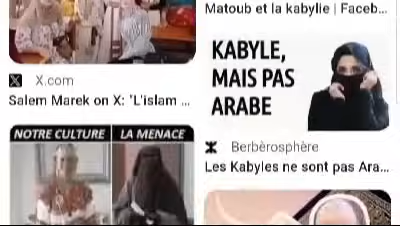 X.com
Salem Marek on X: "L'islam ...
NOTRE CULTURE
LA MENACE
Matoub et la kabylie | Faceb...
KABYLE,
MAIS PAS
ARABE
Berbèrosphère
Les Kabyles ne sont pas Ara...